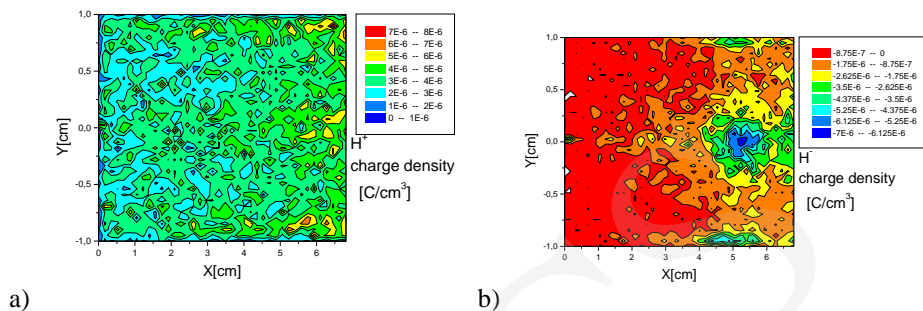 1,0
0,5
0,0
-0,5
-1,0
Y[cm]
0 1 2 3 4 5 6
X[cm]
7E-6 -- 8E-6
6E-6 -- 7E-6
5E-6 -- 6E-6
4E-6 -- 5E-6
3E-6 -- 4E-6
2E-6 -- 3E-6
1E-6 -- 2E-6
0 -- 1E-6
H+
charge density
[C/cm3]
a)
1,0
0,5
0,0
-0,5
-1,0
Y[cm]
0 1 2 3 4 5 6
X[cm]
-8.75E-7 -- 0
-1.75E-6 -- -8.75E-7
-2.625E-6 -- -1.75E-6
-3.5E-6 -- -2.625E-6
-4.375E-6 -- -3.5E-6
-5.25E-6 -- -4.375E-6
-6.125E-6 -- -5.25E-6
-7E-6 -- -6.125E-6
H-
charge density
[C/cm3]
b)